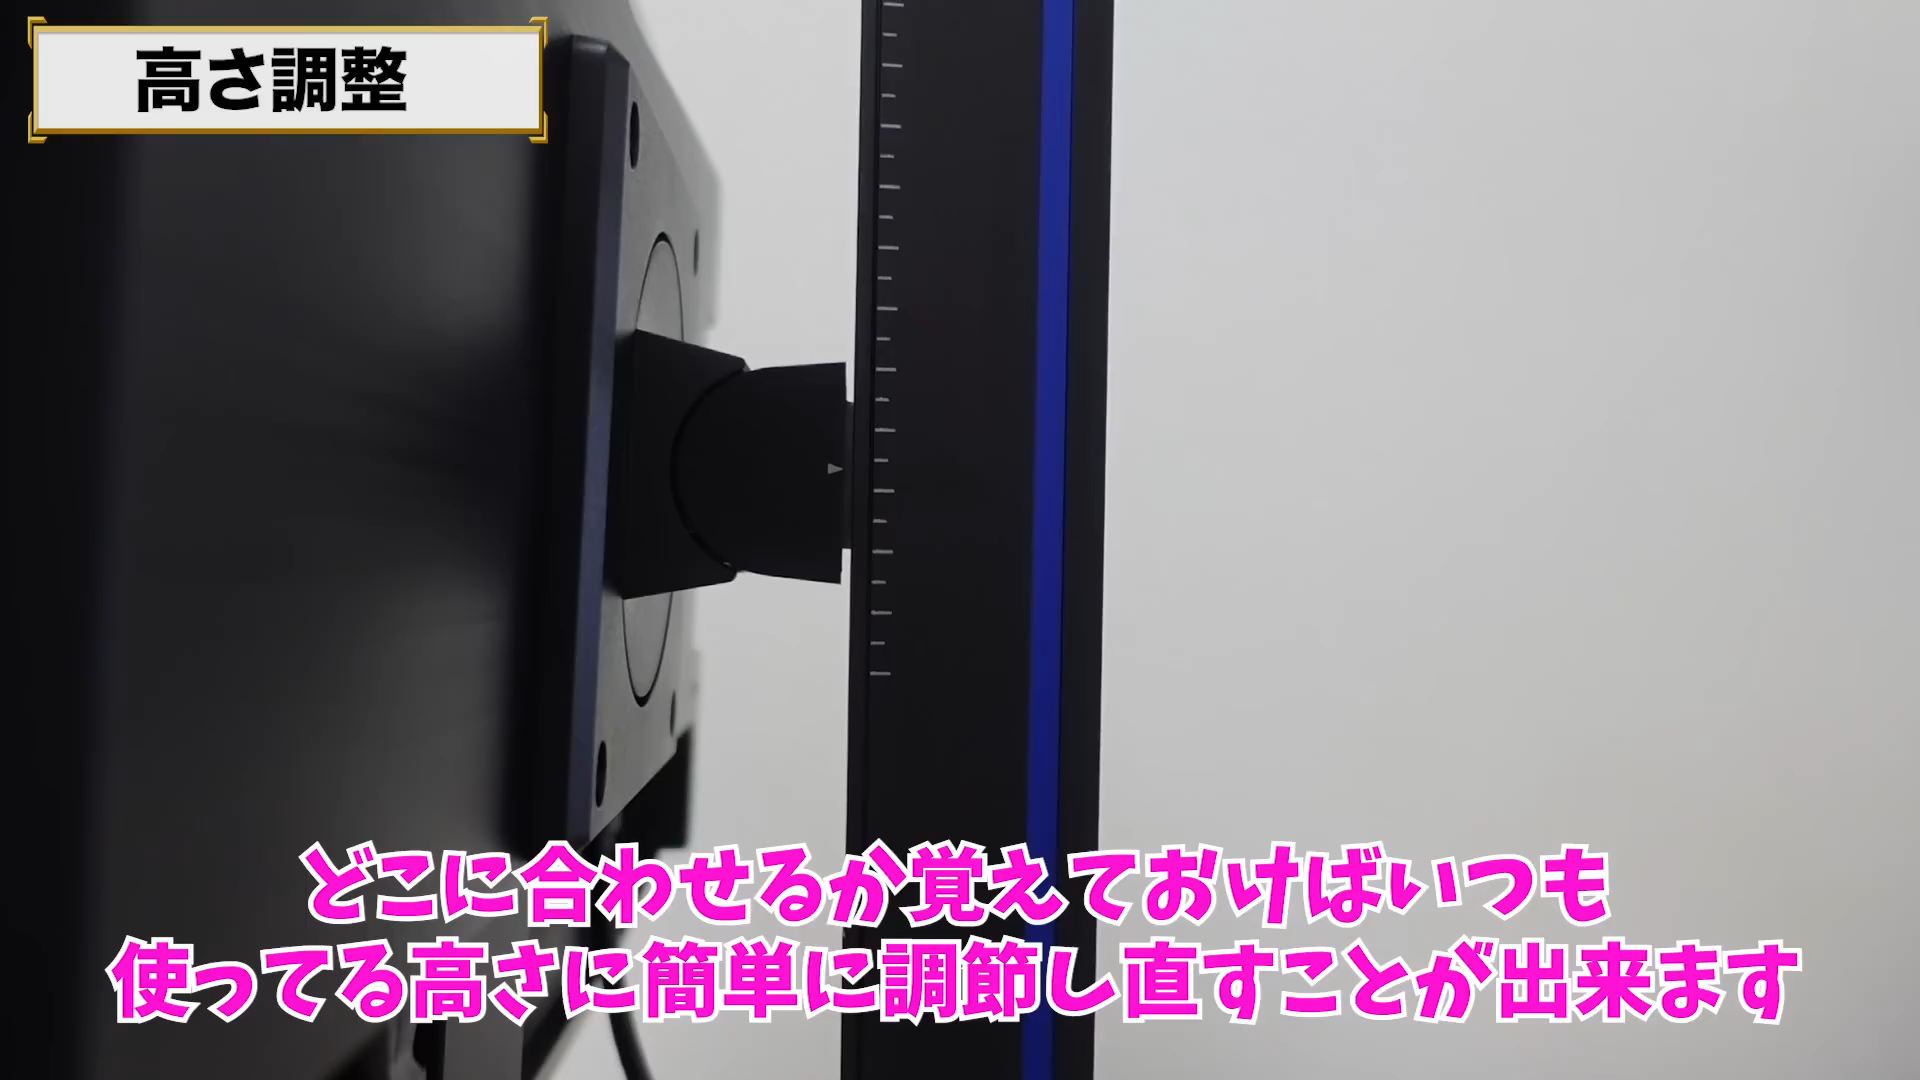 高さ調整
どこに合わせるか覚えておけばいつも
使ってる高さに簡単に調節し直すことが出来ます